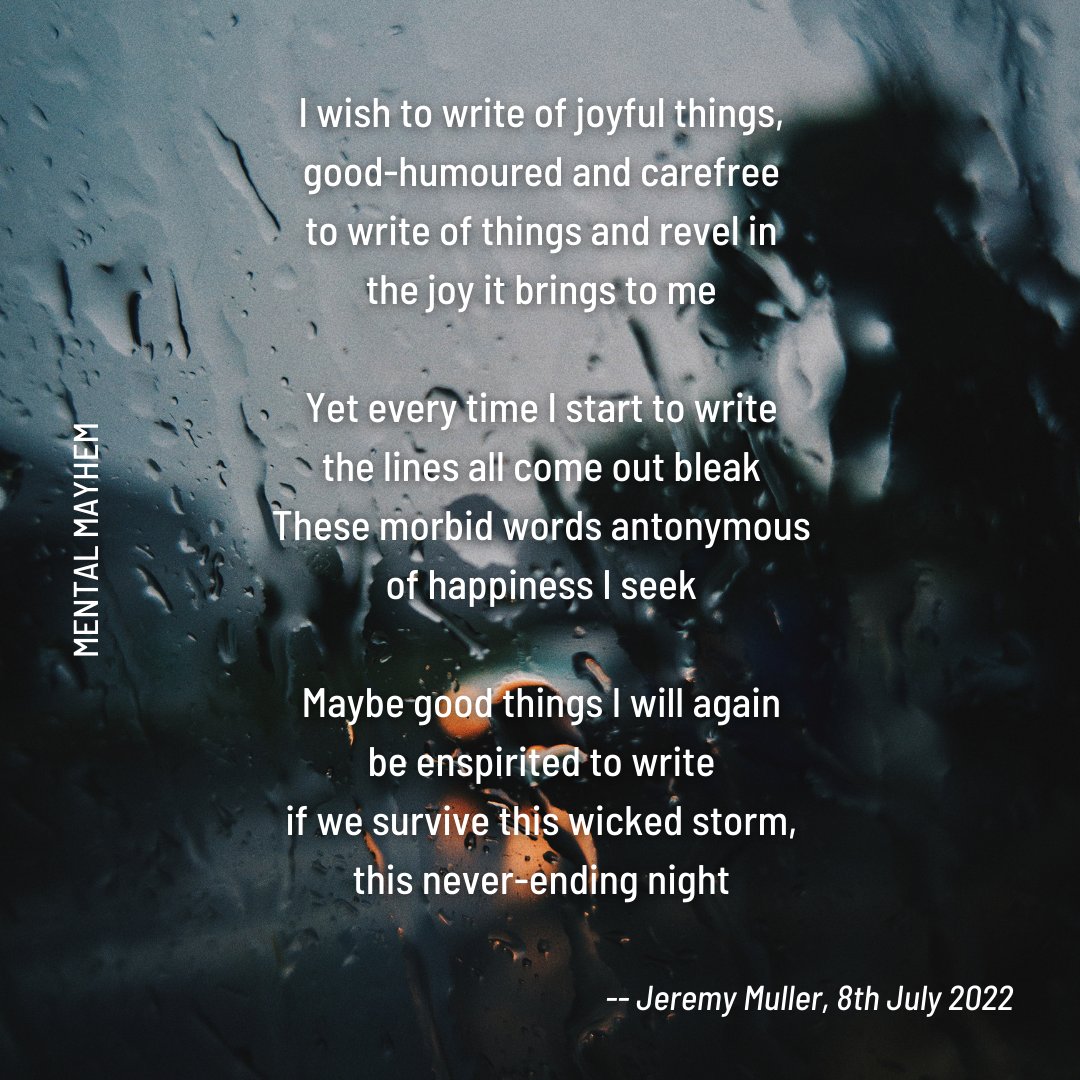 I wish to write of joyful things,
good-humoured and carefree
to write of things and revel in
the joy it brings to me
Yet every time I start to write
the lines all come out bleak
These morbid words antonymous
of happiness I seek
Maybe good things I will again
be enspirited to write
if we survive this wicked storm,
this never-ending night
-- Jeremy Muller, 8th July 2022
MENTAL MAYHEM